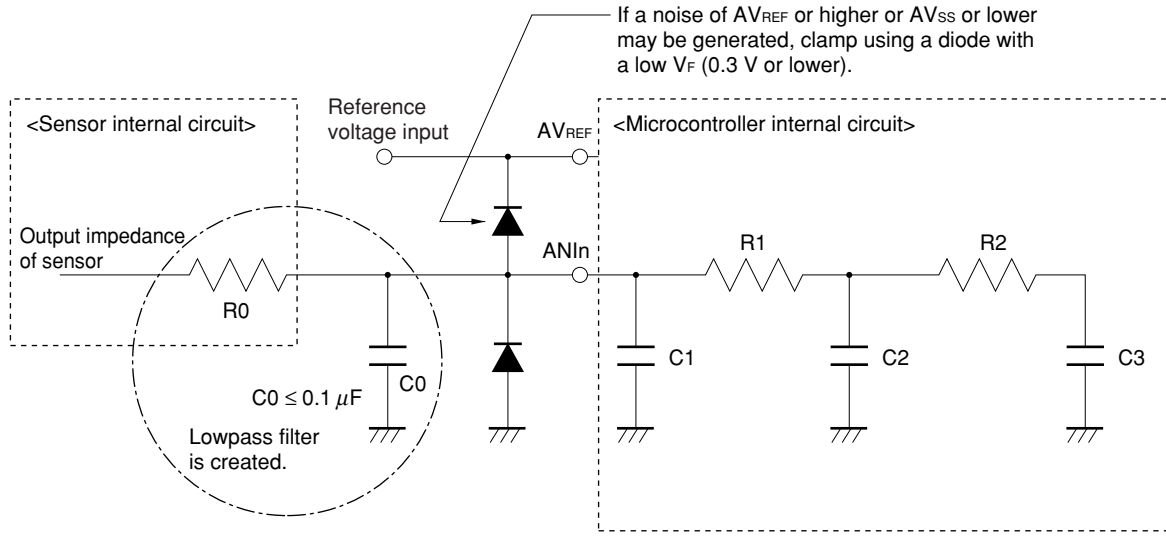 If a noise of AVREF or higher or AVSS or lower
may be generated, clamp using a diode with
a low VF (0.3 V or lower).
<Sensor internal circuit>
Reference
voltage input
AVREF
<Microcontroller internal circuit>
Output impedance
of sensor
R0
ANIn
R1
R2
C0
C1
C2
C3
C0 ≤ 0.1 μF
Lowpass filter
is created.